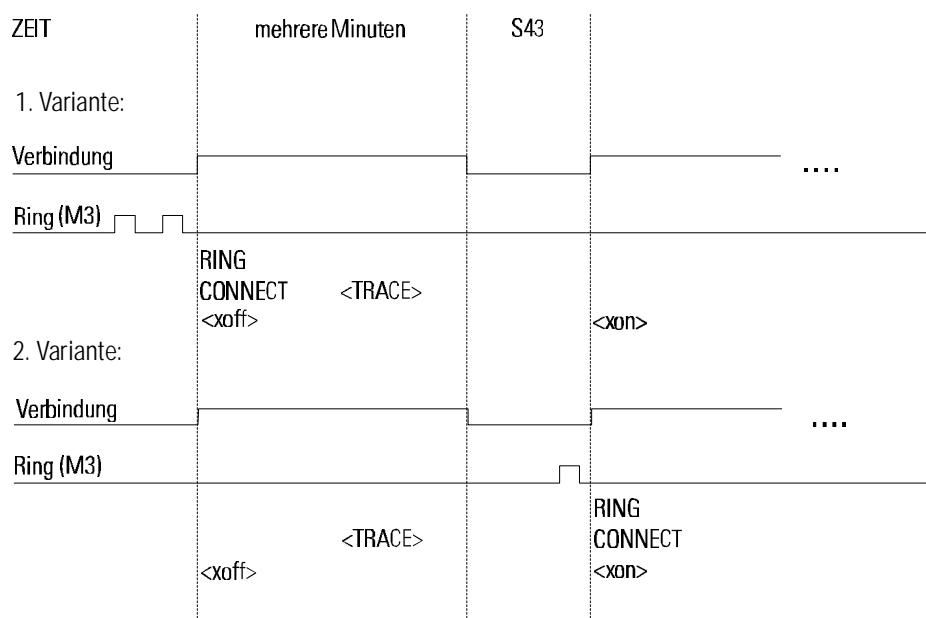 ZEIT mehrere Minuten S43
1. Variante:
Verbindung ....
Ring (M3)
RING
CONNECT <TRACE>
<xoff> <xon>
2. Variante:
Verbindung ....
Ring (M3)
RING
<TRACE> CONNECT
<xoff> <xon>